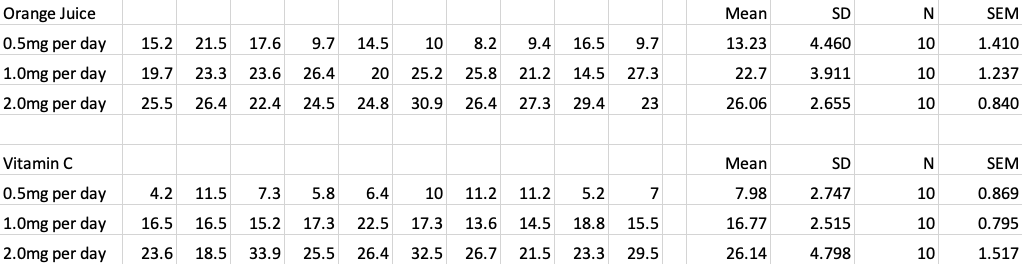 Orange Juice Mean SD N SEM
0.5mg per day 15.2 21.5 17.6 9.7 14.5 10 8.2 9.4 16.5 9.7 13.23 4.460 10 1.410
1.0mg per day 19.7 23.3 23.6 26.4 20 25.2 25.8 21.2 14.5 27.3 22.7 3.911 10 1.237
2.0mg per day 25.5 26.4 22.4 24.5 24.8 30.9 26.4 27.3 29.4 23 26.06 2.655 10 0.840
Vitamin C Mean SD N SEM
0.5mg per day 4.2 11.5 7.3 5.8 6.4 10 11.2 11.2 5.2 7 7.98 2.747 10 0.869
1.0mg per day 16.5 16.5 15.2 17.3 22.5 17.3 13.6 14.5 18.8 15.5 16.77 2.515 10 0.795
2.0mg per day 23.6 18.5 33.9 25.5 26.4 32.5 26.7 21.5 23.3 29.5 26.14 4.798 10 1.517